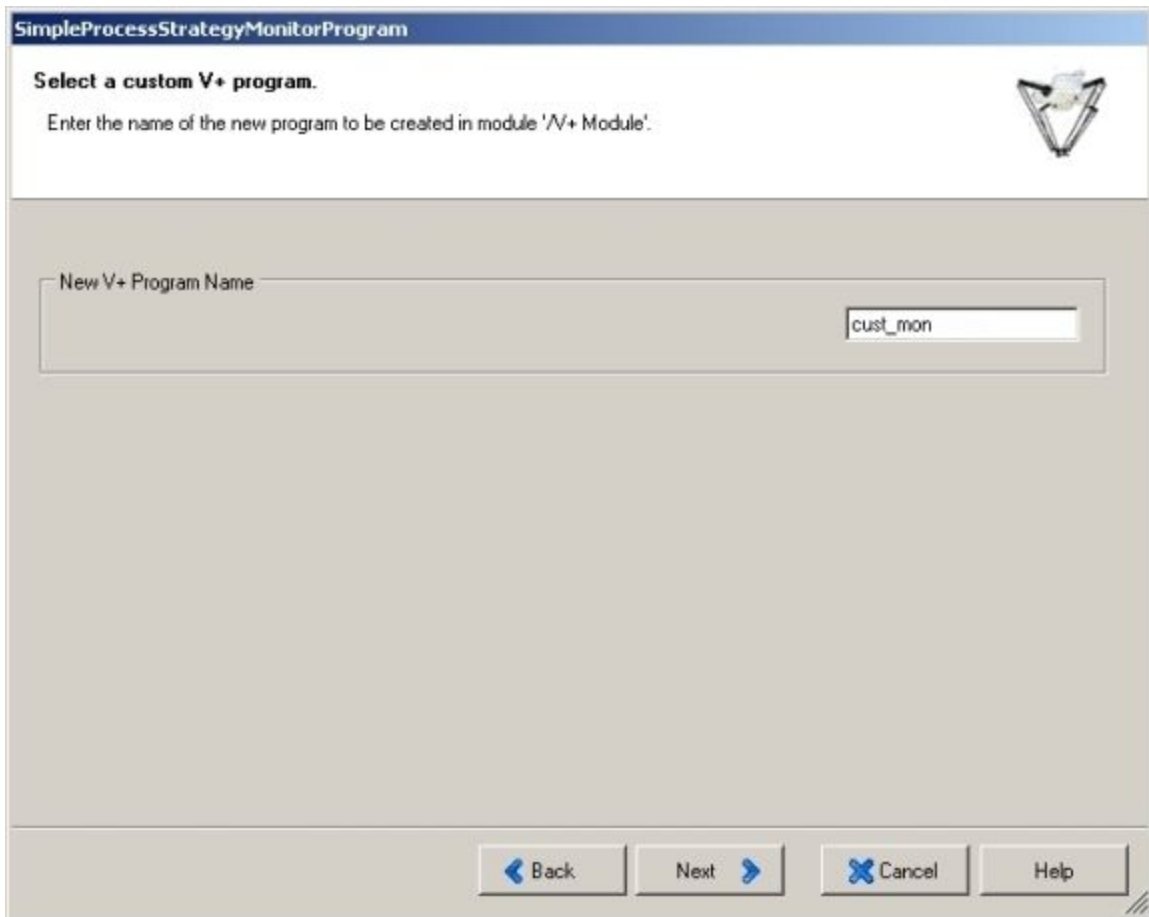 SimpleProcessStrategyMonitorProgram
Select a custom V+ program.
Enter the name of the new program to be created in module '/V+ Module'.
New V+ Program Name
cust_mon
Back
Next
Cancel
Help